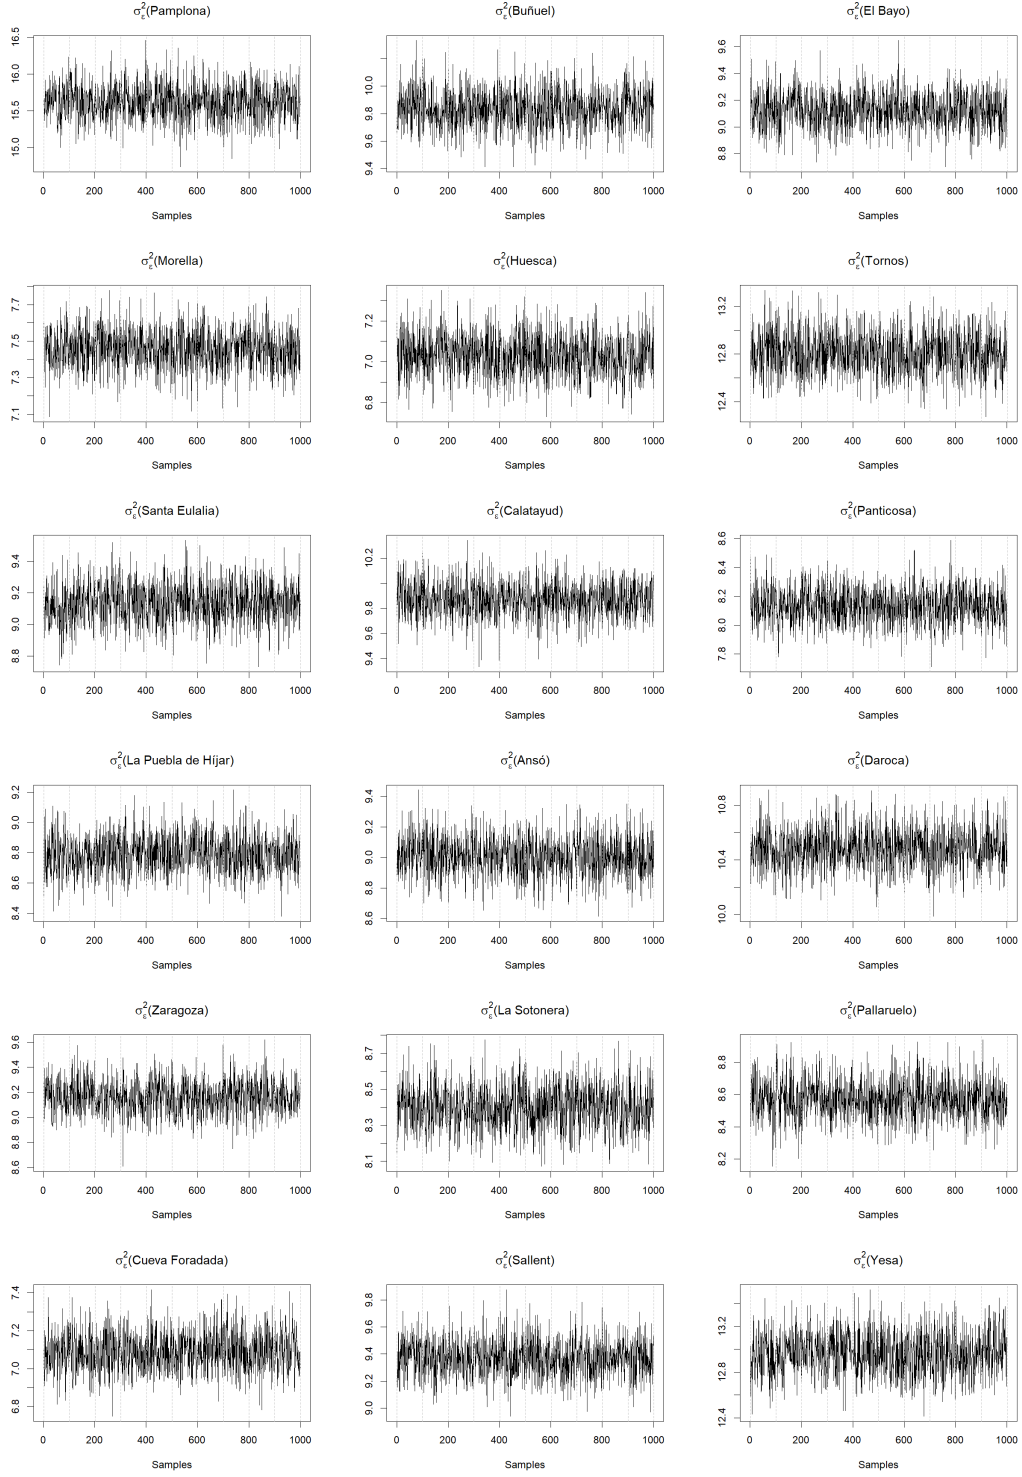 σ²ε(Pamplona) σ²ε(Buñuel) σ²ε(El Bayo)
16.5 16.0 15.5 15.0
10.0 9.8 9.6 9.4
9.6 9.4 9.2 9.0 8.8
0 200 400 600 800 1000 0 200 400 600 800 1000 0 200 400 600 800 1000
Samples Samples Samples
σ²ε(Morella) σ²ε(Huesca) σ²ε(Tornos)
7.7 7.5 7.3 7.1
7.2 7.0 6.8
13.2 12.8 12.4
0 200 400 600 800 1000 0 200 400 600 800 1000 0 200 400 600 800 1000
Samples Samples Samples
σ²ε(Santa Eulalia) σ²ε(Calatayud) σ²ε(Panticosa)
9.4 9.2 9.0 8.8
10.2 9.8 9.6 9.4
8.6 8.4 8.2 8.0 7.8
0 200 400 600 800 1000 0 200 400 600 800 1000 0 200 400 600 800 1000
Samples Samples Samples
σ²ε(La Puebla de Híjar) σ²ε(Ansó) σ²ε(Daroca)
9.2 9.0 8.8 8.6 8.4
9.4 9.2 9.0 8.8 8.6
10.8 10.4 10.0
0 200 400 600 800 1000 0 200 400 600 800 1000 0 200 400 600 800 1000
Samples Samples Samples
σ²ε(Zaragoza) σ²ε(La Sotonera) σ²ε(Pallaruelo)
9.6 9.4 9.2 9.0 8.8 8.6
8.7 8.5 8.3 8.1
8.8 8.6 8.4 8.2
0 200 400 600 800 1000 0 200 400 600 800 1000 0 200 400 600 800 1000
Samples Samples Samples
σ²ε(Cueva Foradada) σ²ε(Sallent) σ²ε(Yesa)
7.4 7.2 7.0 6.8
9.8 9.6 9.4 9.2 9.0
13.2 12.8 12.4
0 200 400 600 800 1000 0 200 400 600 800 1000 0 200 400 600 800 1000
Samples Samples Samples